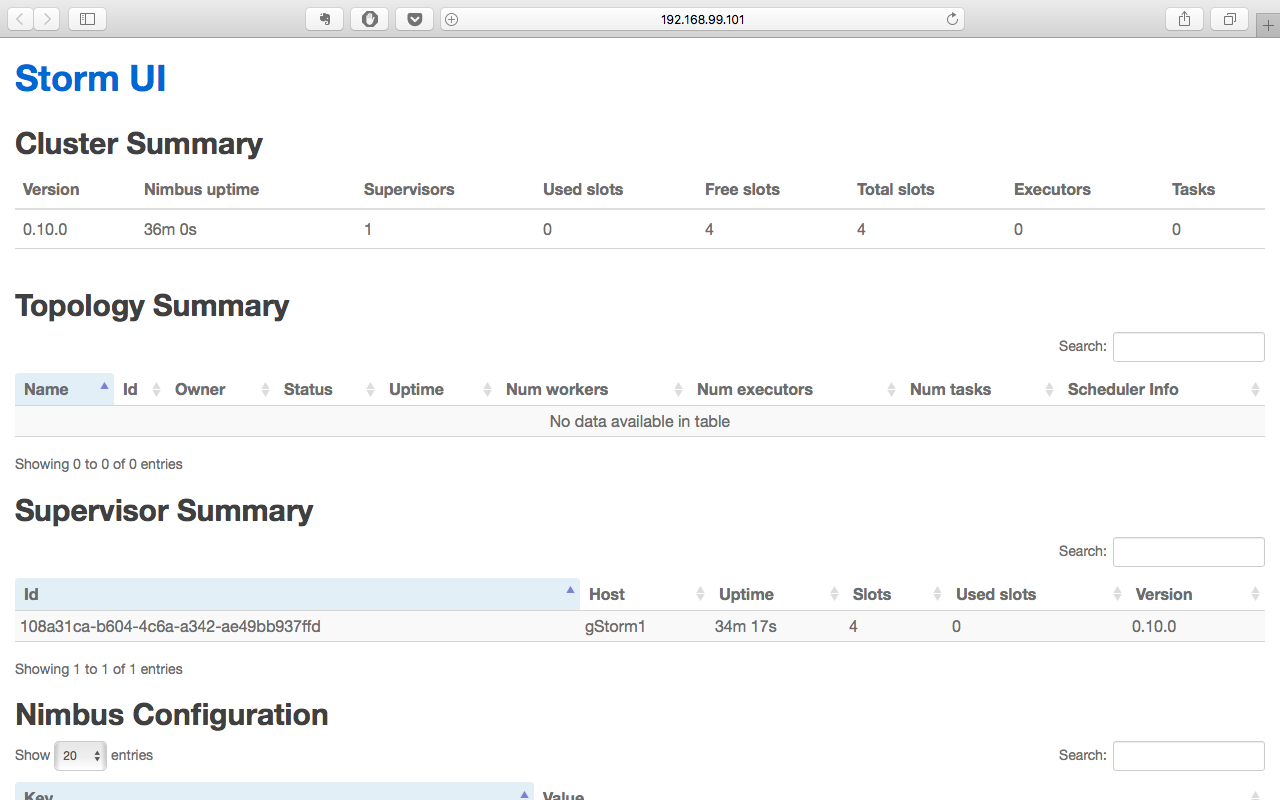 192.168.99.101
Storm UI
Cluster Summary
Version Nimbus uptime Supervisors Used slots Free slots Total slots Executors Tasks
0.10.0 36m 0s 1 0 4 4 0 0
Topology Summary
Search:
Name Id Owner Status Uptime Num workers Num executors Num tasks Scheduler Info
No data available in table
Showing 0 to 0 of 0 entries
Supervisor Summary
Search:
Id Host Uptime Slots Used slots Version
108a31ca-b604-4c6a-a342-ae49bb937ffd gStorm1 34m 17s 4 0 0.10.0
Showing 1 to 1 of 1 entries
Nimbus Configuration
Show 20 entries Search:
Key Value